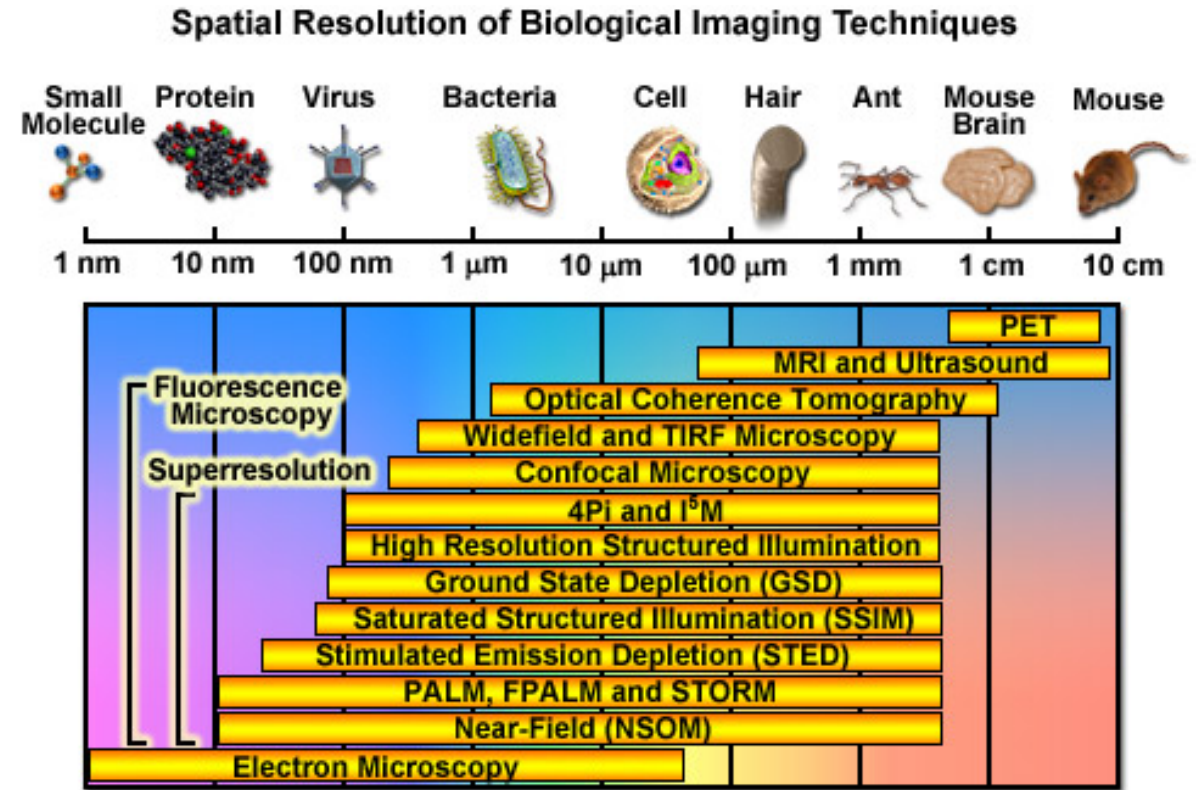 Spatial Resolution of Biological Imaging Techniques
Small Molecule
Protein
Virus
Bacteria
Cell
Hair
Ant
Mouse Brain
Mouse
1 nm 10 nm 100 nm 1 μm 10 μm 100 μm 1 mm 1 cm 10 cm
PET
MRI and Ultrasound
Fluorescence
Microscopy
Optical Coherence Tomography
Widefield and TIRF Microscopy
Superresolution
Confocal Microscopy
4Pi and I⁵M
High Resolution Structured Illumination
Ground State Depletion (GSD)
Saturated Structured Illumination (SSIM)
Stimulated Emission Depletion (STED)
PALM, FPALM and STORM
Near-Field (NSOM)
Electron Microscopy